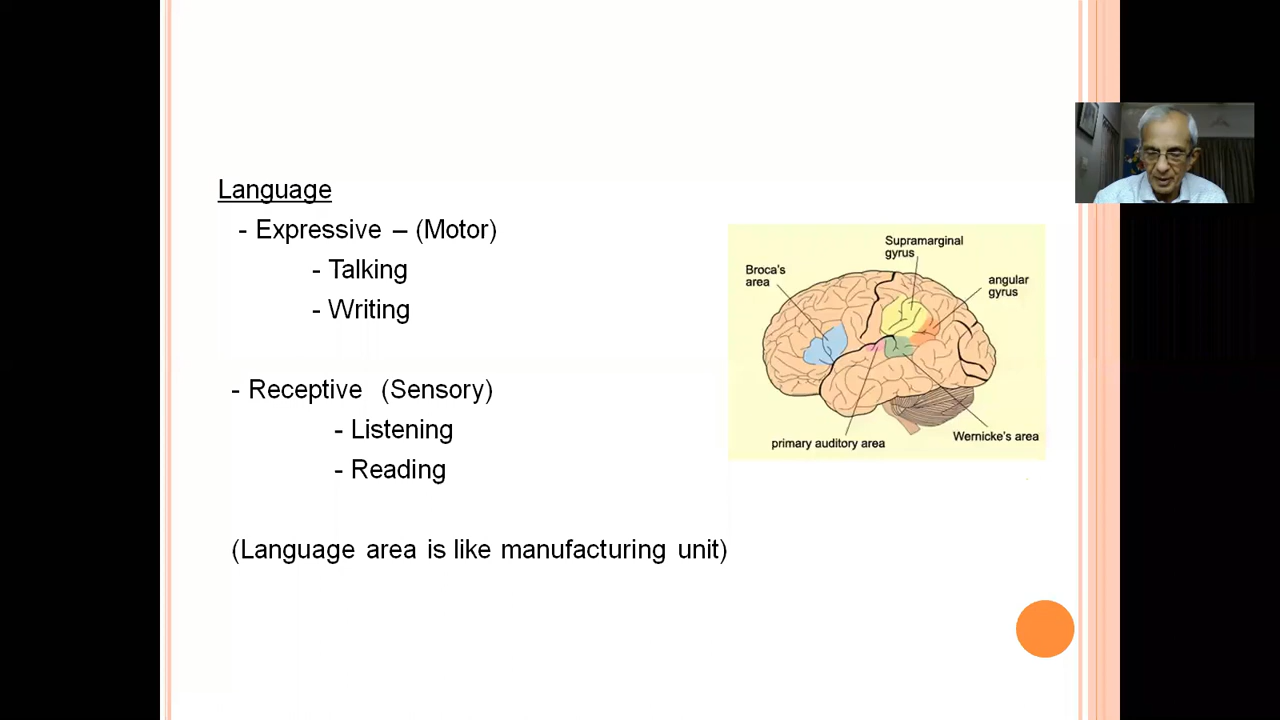 Language
- Expressive – (Motor)
- Talking
- Writing
- Receptive (Sensory)
- Listening
- Reading
(Language area is like manufacturing unit)
Supramarginal
gyrus
Broca's
area
angular
gyrus
primary auditory area
Wernicke's area